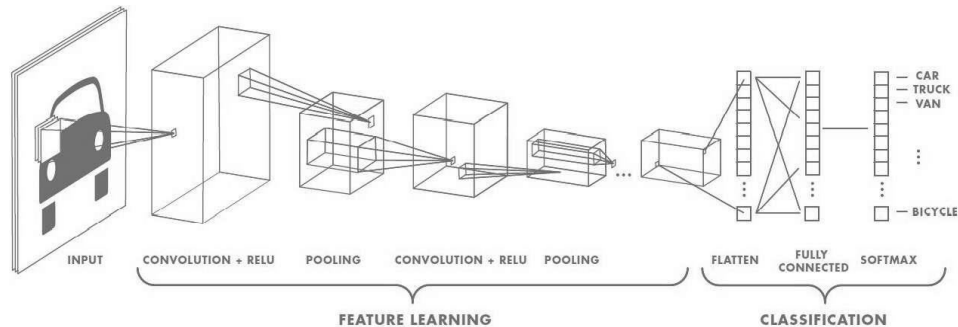 CAR
TRUCK
VAN
BICYCLE
INPUT
CONVOLUTION + RELU
POOLING
CONVOLUTION + RELU
POOLING
FLATTEN
FULLY
CONNECTED
SOFTMAX
FEATURE LEARNING
CLASSIFICATION